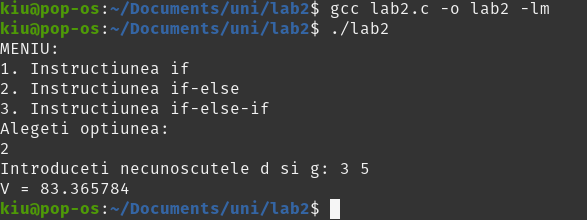 kiu@pop-os:~/Documents/uni/lab2$ gcc lab2.c -o lab2 -lm
kiu@pop-os:~/Documents/uni/lab2$ ./lab2
MENIU:
1. Instructiunea if
2. Instructiunea if-else
3. Instructiunea if-else-if
Alegeti optiunea:
2
Introduceti necunoscutele d si g: 3 5
V = 83.365784
kiu@pop-os:~/Documents/uni/lab2$